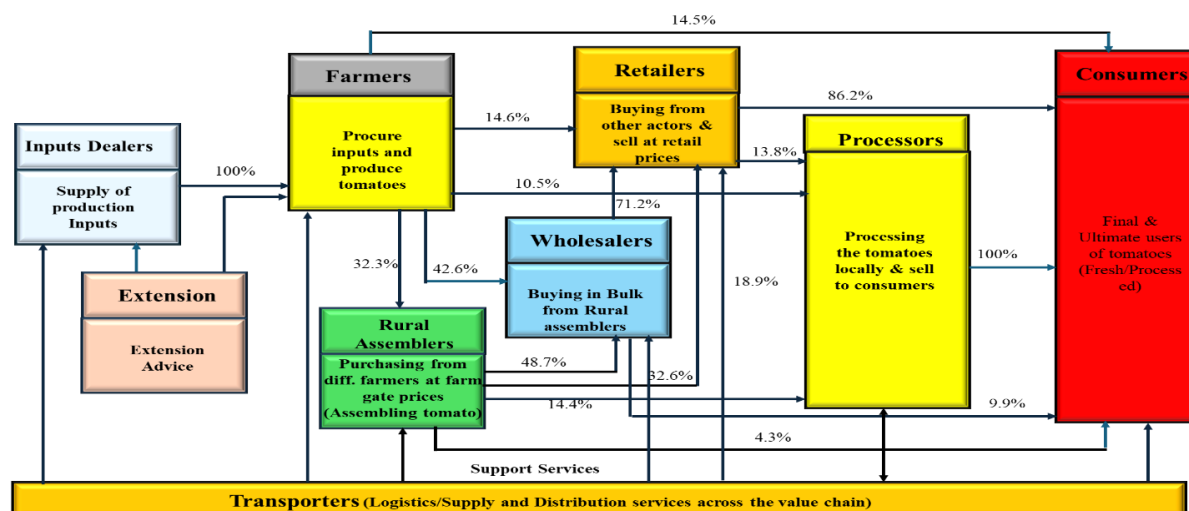 14.5%
Farmers
Retailers
Consumers
Buying from
other actors &
sell at retail
prices
86.2%
14.6%
Procure
inputs and
produce
tomatoes
Inputs Dealers
Processors
13.8%
100%
10.5%
Supply of
production
Inputs
71.2%
Wholesalers
Final &
Ultimate users
of tomatocs
(Fresh/Process
ed)
Processing
the tomatoes
locally & sell
to consumers
32.3%
42.6%
18.9%
100%
Extension
Buying in Bulk
from Rural
assemblers
Rural
Assemblers
Extension
Advice
48.7%
Purchasing from
diff. farmers at farm
gate prices
(Assembling tomato)
32.6%
14.4%
9.9%
4.3%
Support Services
Transporters (Logistics/Supply and Distribution services across the value chain)